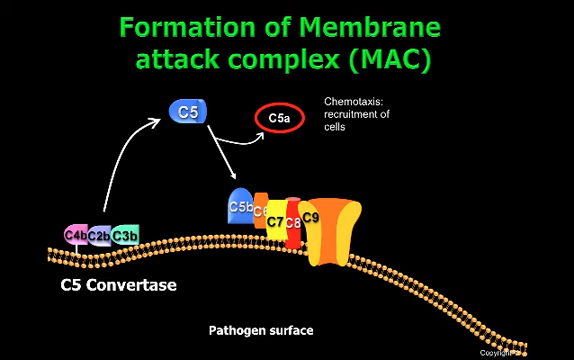 Formation of Membrane
attack complex (MAC)
C5
C5a
Chemotaxis:
recruitment of
cells
C5b
C6
C7
C8
C9
C4b
C2b
C3b
C5 Convertase
Pathogen surface
Copyright